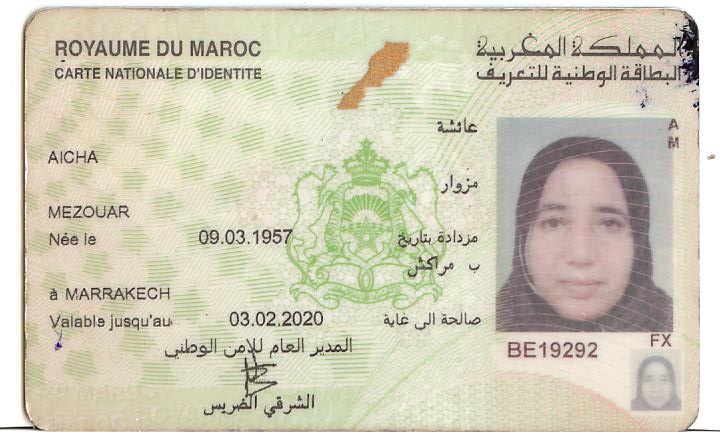 ROYAUME DU MAROC
المملكة المغربية
CARTE NATIONALE D'IDENTITE
البطاقة الوطنية للتعريف
A
M
عائشة
AICHA
مزوار
MEZOUAR
Née le 09.03.1957 مزدادة بتاريخ
ب مراكش
à MARRAKECH
Valable jusqu'au 03.02.2020 صالحة الى غاية
المدير العام للامن الوطني
الشرقي الضريس
BE19292
FX